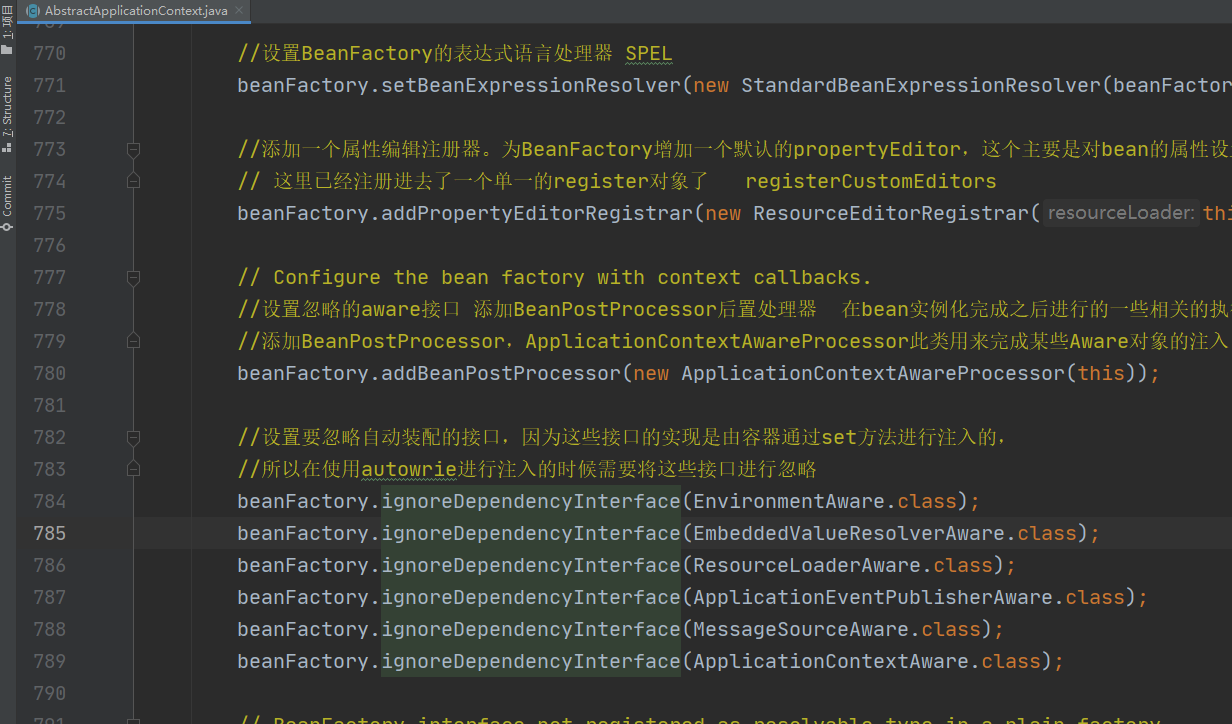 AbstractApplicationContext.java
1: 项目
7: Structure
Commit
770 //设置BeanFactory的表达式语言处理器 SPEL
771 beanFactory.setBeanExpressionResolver(new StandardBeanExpressionResolver(beanFactor
772
773 //添加一个属性编辑注册器。为BeanFactory增加一个默认的propertyEditor，这个主要是对bean的属性设
774 // 这里已经注册进去了一个单一的register对象了 registerCustomEditors
775 beanFactory.addPropertyEditorRegistrar(new ResourceEditorRegistrar( resourceLoader: thi
776
777 // Configure the bean factory with context callbacks.
778 //设置忽略的aware接口 添加BeanPostProcessor后置处理器 在bean实例化完成之后进行的一些相关的执
779 //添加BeanPostProcessor，ApplicationContextAwareProcessor此类用来完成某些Aware对象的注入
780 beanFactory.addBeanPostProcessor(new ApplicationContextAwareProcessor(this));
781
782 //设置要忽略自动装配的接口，因为这些接口的实现是由容器通过set方法进行注入的，
783 //所以在使用autowrie进行注入的时候需要将这些接口进行忽略
784 beanFactory.ignoreDependencyInterface(EnvironmentAware.class);
785 beanFactory.ignoreDependencyInterface(EmbeddedValueResolverAware.class);
786 beanFactory.ignoreDependencyInterface(ResourceLoaderAware.class);
787 beanFactory.ignoreDependencyInterface(ApplicationEventPublisherAware.class);
788 beanFactory.ignoreDependencyInterface(MessageSourceAware.class);
789 beanFactory.ignoreDependencyInterface(ApplicationContextAware.class);
790
791 // BeanFactory interface not registered as resolvable type in a plain factory.